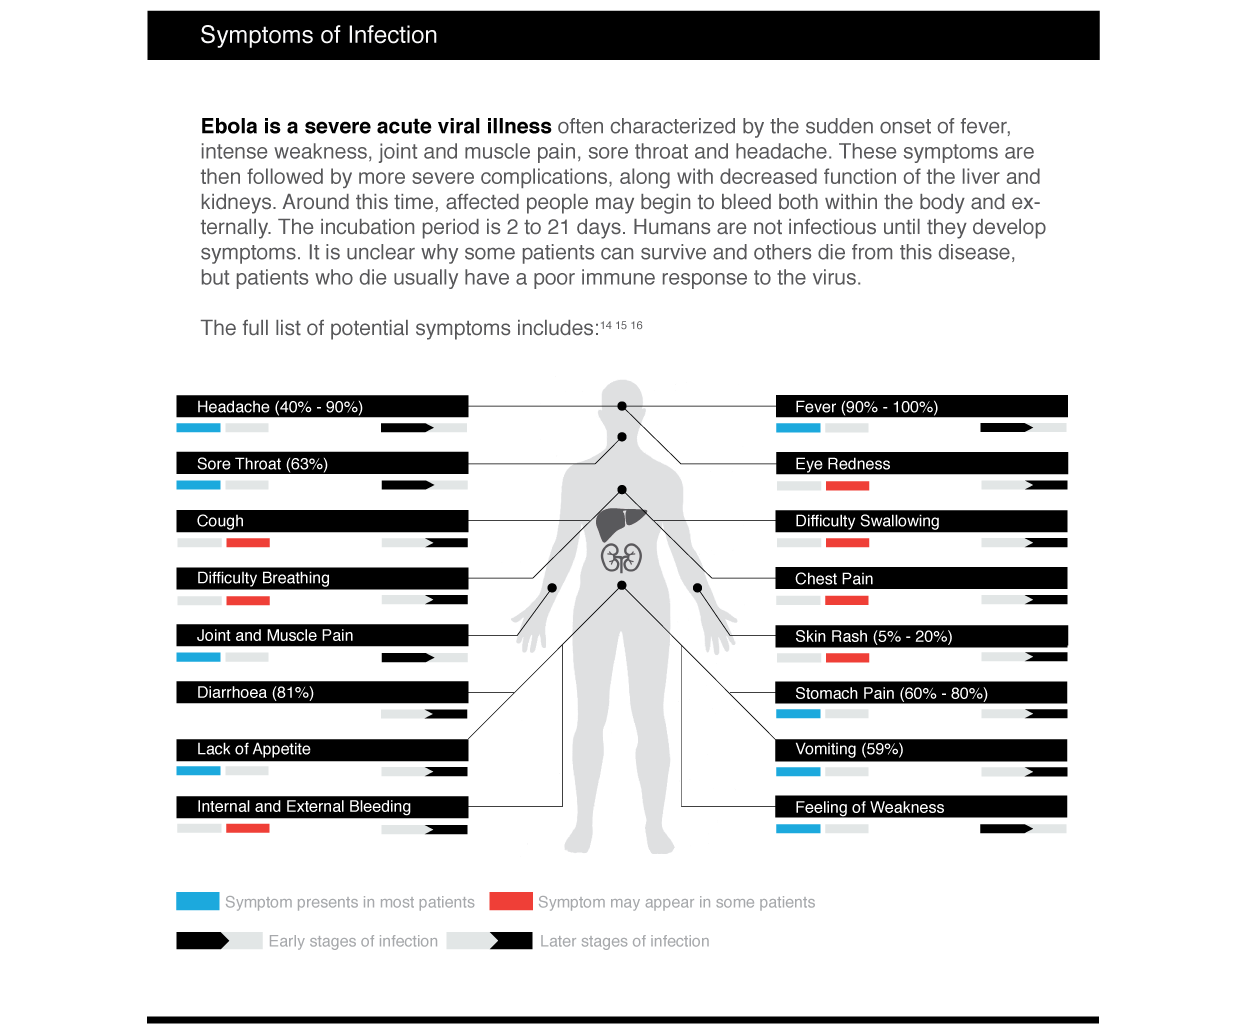 Symptoms of Infection
Ebola is a severe acute viral illness often characterized by the sudden onset of fever,
intense weakness, joint and muscle pain, sore throat and headache. These symptoms are
then followed by more severe complications, along with decreased function of the liver and
kidneys. Around this time, affected people may begin to bleed both within the body and ex-
ternally. The incubation period is 2 to 21 days. Humans are not infectious until they develop
symptoms. It is unclear why some patients can survive and others die from this disease,
but patients who die usually have a poor immune response to the virus.
The full list of potential symptoms includes:14 15 16
Headache (40% - 90%)
Sore Throat (63%)
Cough
Difficulty Breathing
Joint and Muscle Pain
Diarrhoea (81%)
Lack of Appetite
Internal and External Bleeding
Fever (90% - 100%)
Eye Redness
Difficulty Swallowing
Chest Pain
Skin Rash (5% - 20%)
Stomach Pain (60% - 80%)
Vomiting (59%)
Feeling of Weakness
Symptom presents in most patients
Symptom may appear in some patients
Early stages of infection
Later stages of infection